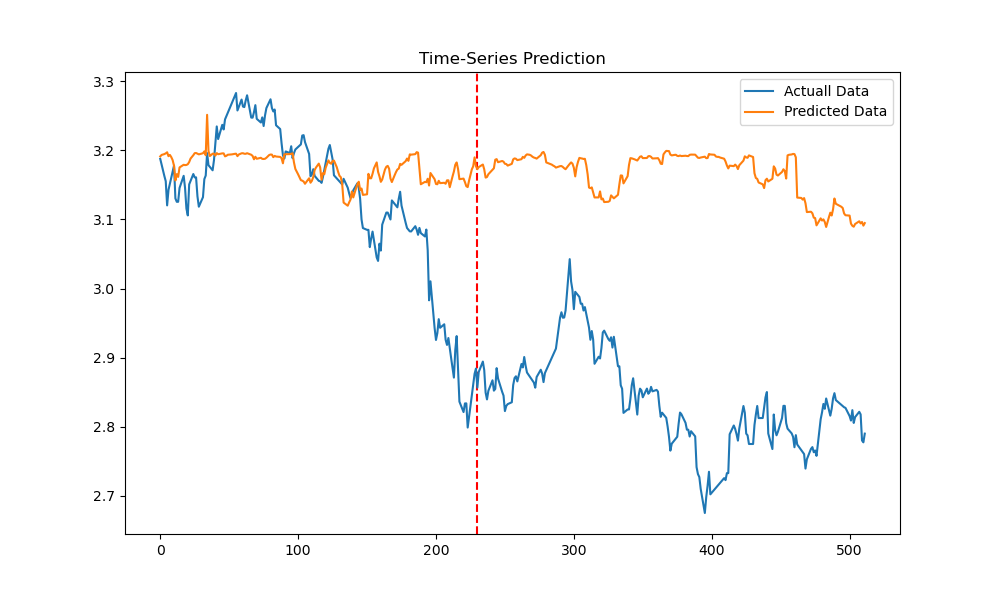 Time-Series Prediction
Actuall Data
Predicted Data
3.3
3.2
3.1
3.0
2.9
2.8
2.7
0 100 200 300 400 500